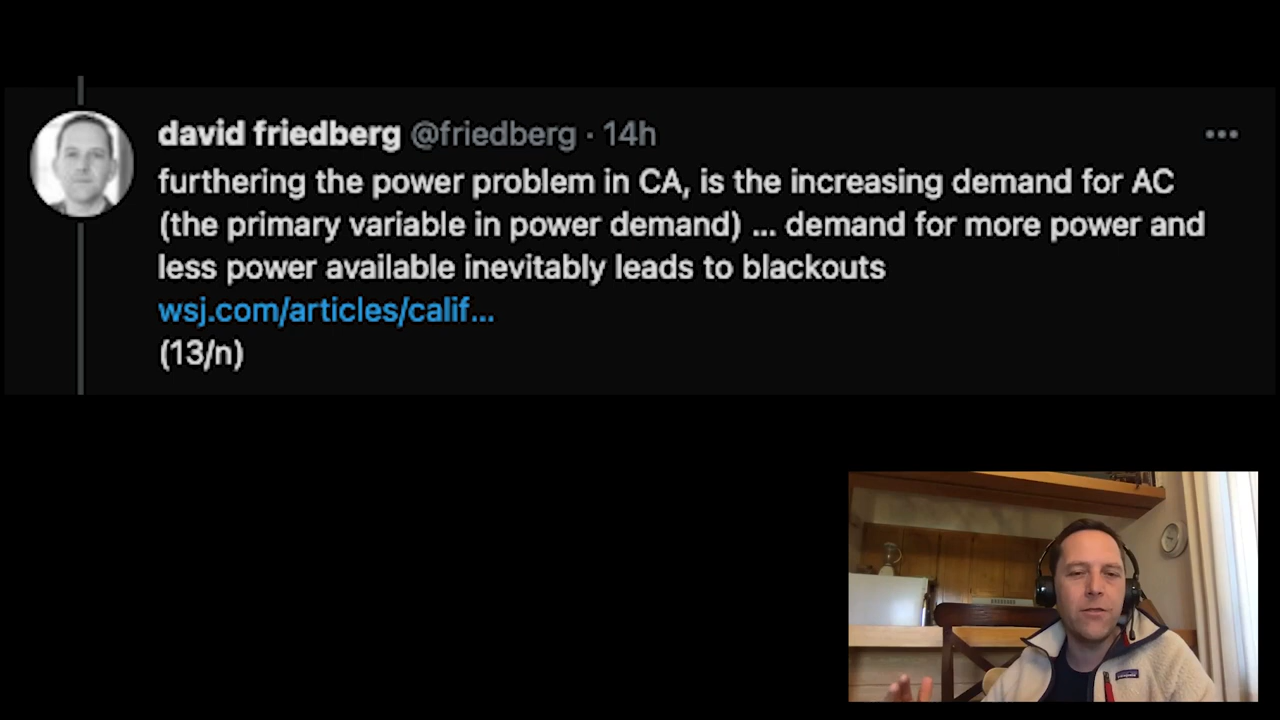 david friedberg @friedberg · 14h
furthering the power problem in CA, is the increasing demand for AC
(the primary variable in power demand) ... demand for more power and
less power available inevitably leads to blackouts
wsj.com/articles/calif...
(13/n)